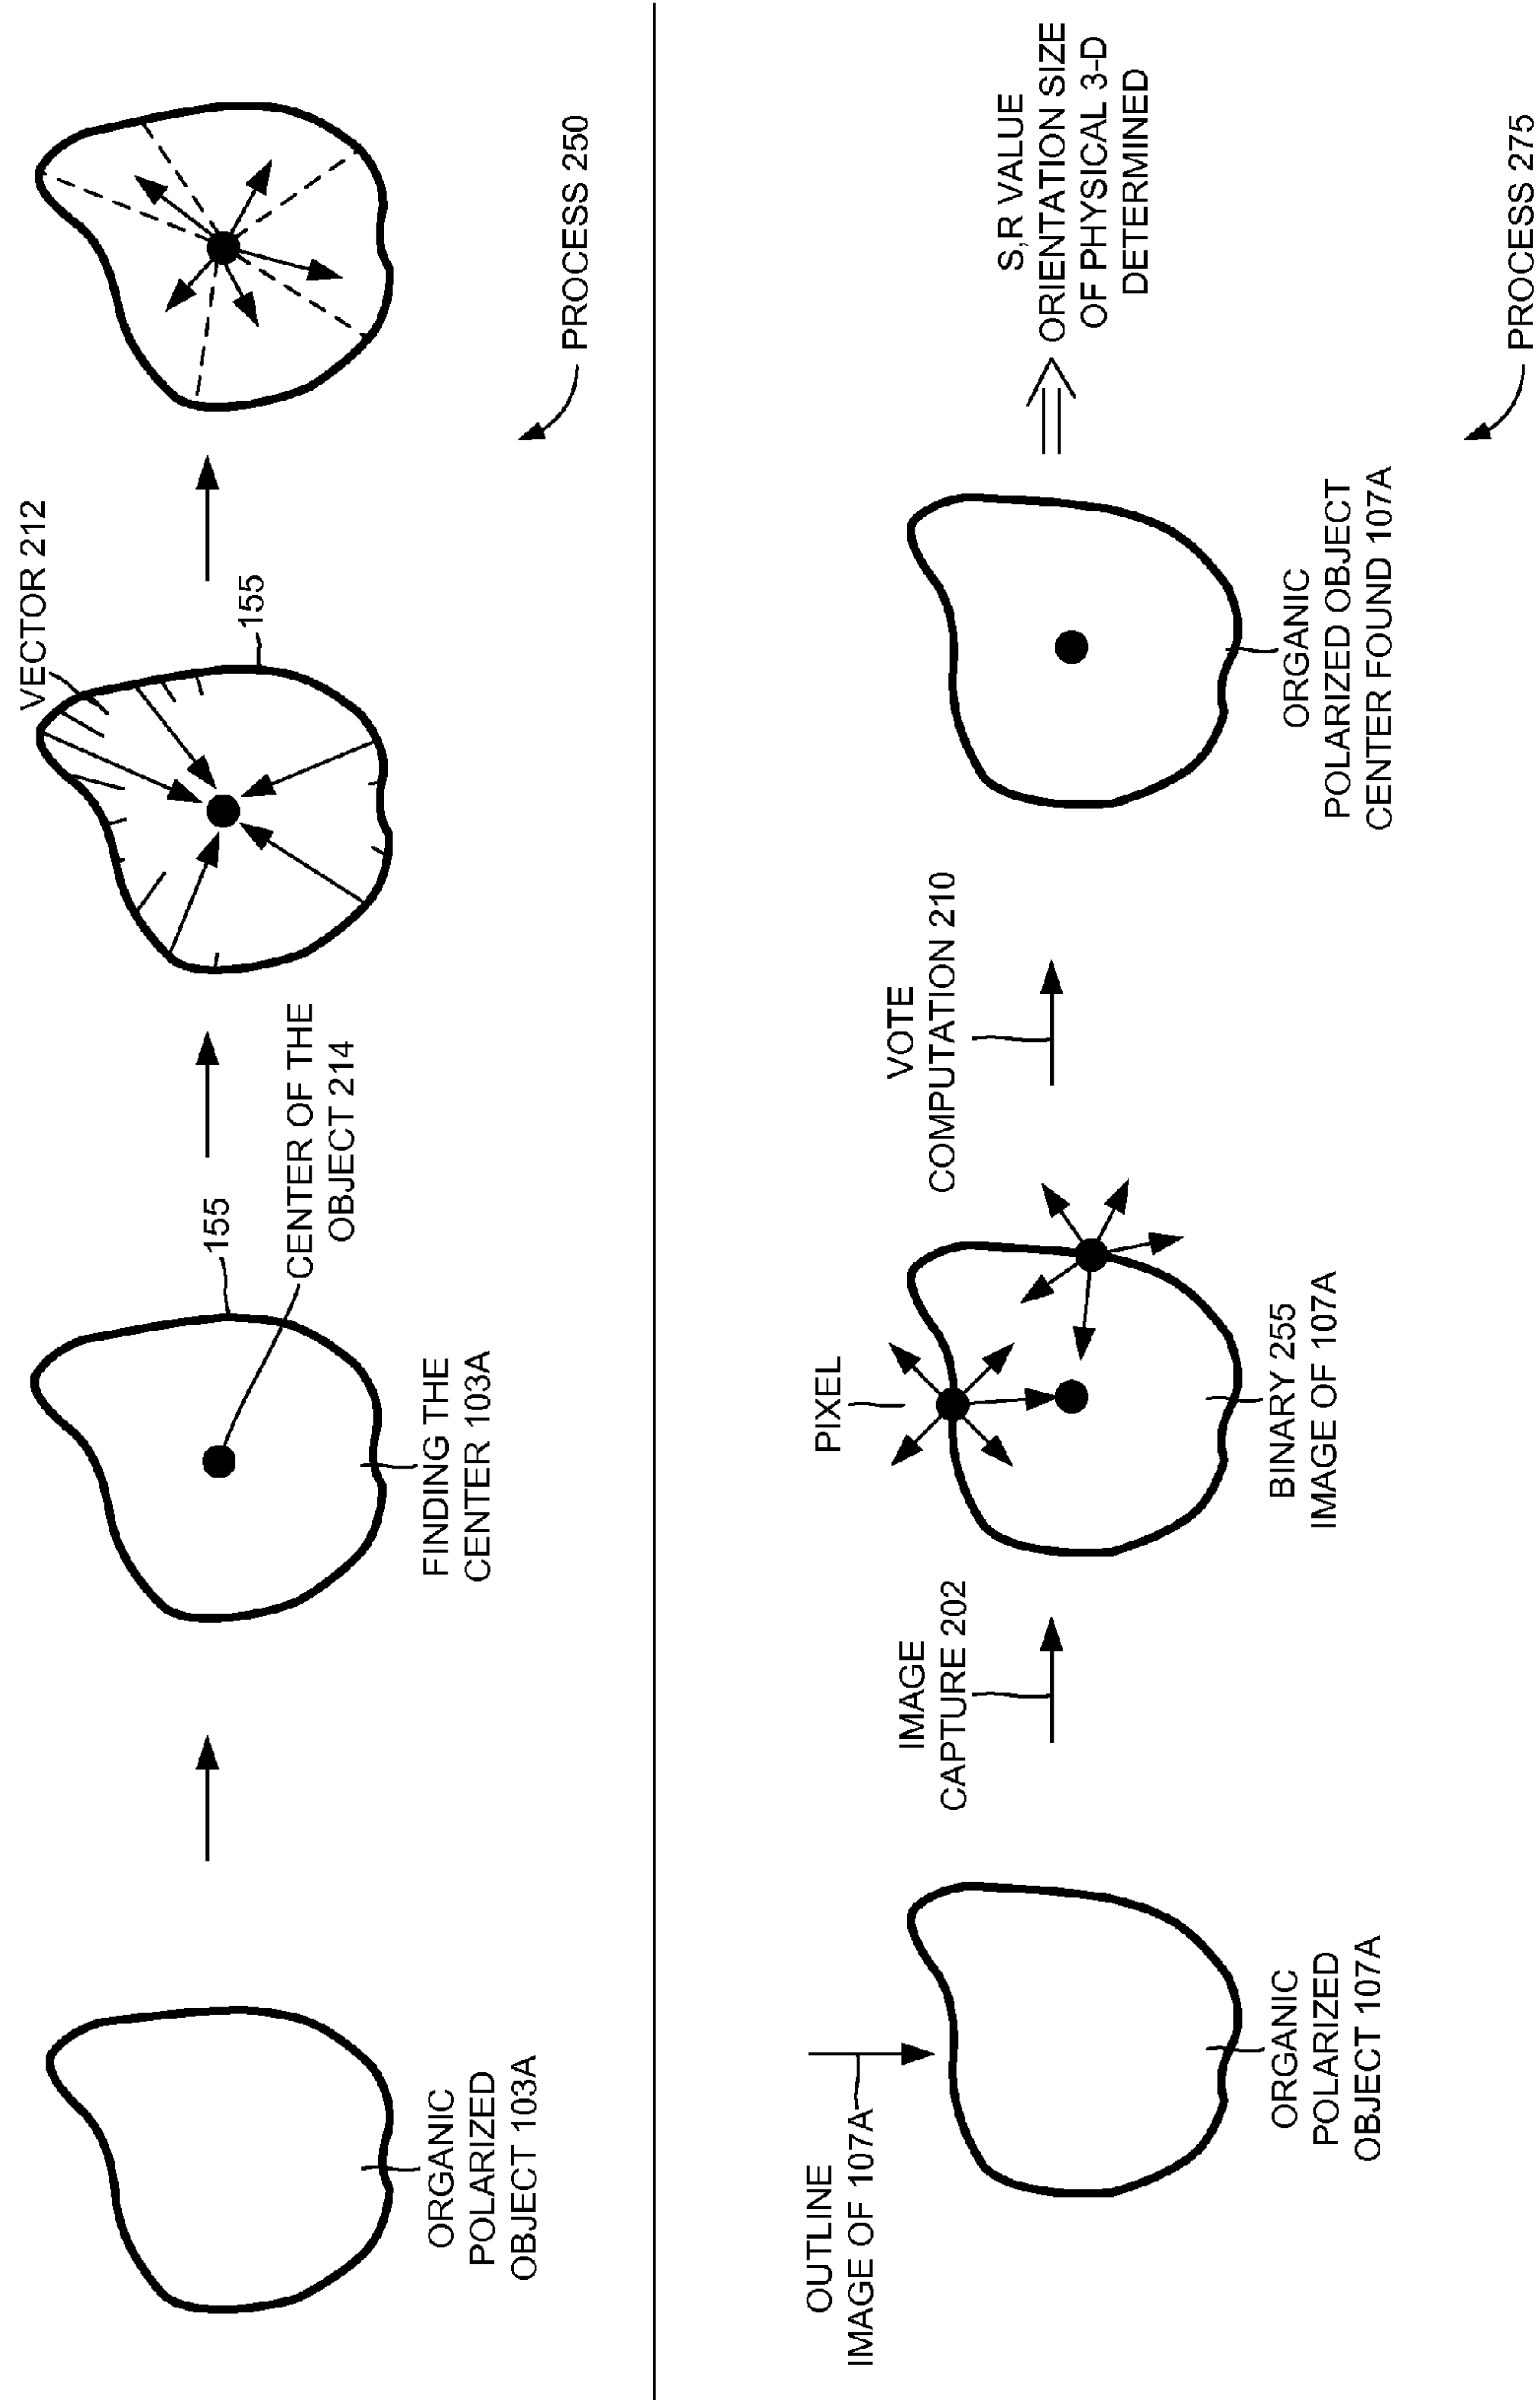 ORGANIC
POLARIZED
OBJECT 103A
155
CENTER OF THE
OBJECT 214
FINDING THE
CENTER 103A
VECTOR 212
155
PROCESS 250
OUTLINE
IMAGE OF 107A
ORGANIC
POLARIZED
OBJECT 107A
IMAGE
CAPTURE 202
PIXEL
BINARY 255
IMAGE OF 107A
VOTE
COMPUTATION 210
ORGANIC
POLARIZED OBJECT
CENTER FOUND 107A
S,R VALUE
ORIENTATION SIZE
OF PHYSICAL 3-D
DETERMINED
PROCESS 275